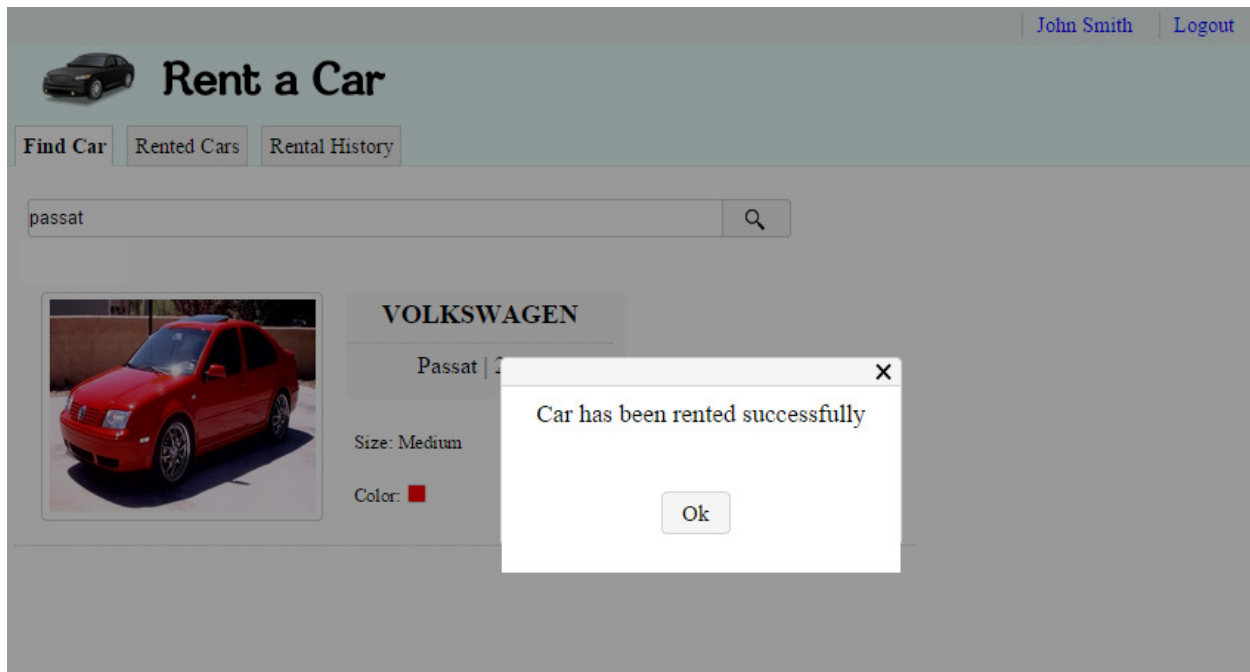 John Smith
Logout
Rent a Car
Find Car
Rented Cars
Rental History
passat
VOLKSWAGEN
Passat |
Car has been rented successfully
Size: Medium
Color:
Ok